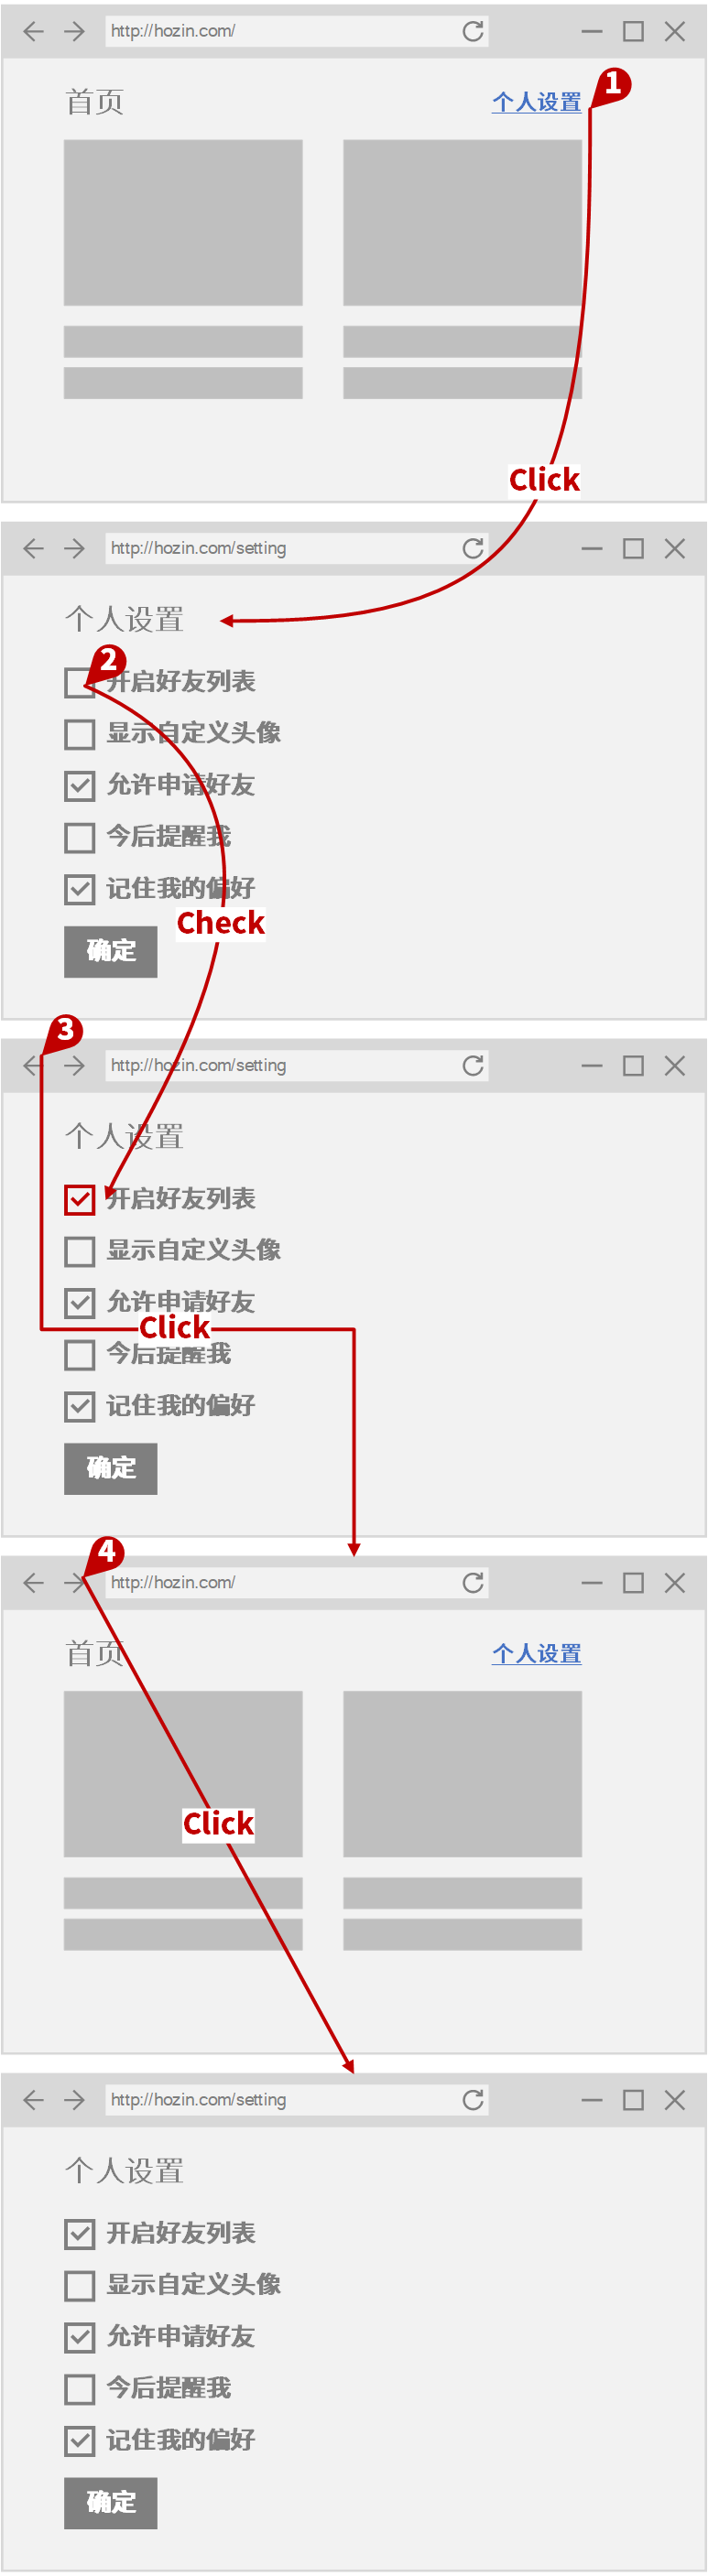 http://hozin.com/
1
首页
个人设置
Click
http://hozin.com/setting
个人设置
2
开启好友列表
显示自定义头像
允许申请好友
今后提醒我
记住我的偏好
Check
确定
3
http://hozin.com/setting
个人设置
开启好友列表
显示自定义头像
允许申请好友
Click
今后提醒我
记住我的偏好
确定
4
http://hozin.com/
首页
个人设置
Click
http://hozin.com/setting
个人设置
开启好友列表
显示自定义头像
允许申请好友
今后提醒我
记住我的偏好
确定